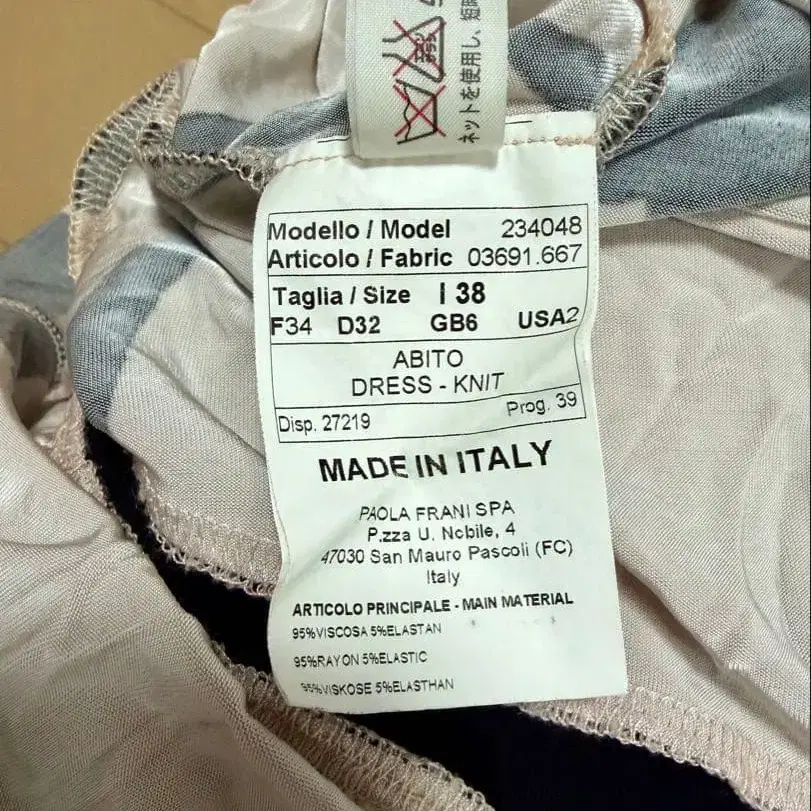 ネットを使用し、
Modello / Model 234048
Articolo / Fabric 03691.667
Taglia / Size I 38
F34 D32 GB6 USA2
ABITO
DRESS - KNIT
Disp. 27219 Prog. 39
MADE IN ITALY
PAOLA FRANI SPA
P.zza U. Nobile, 4
47030 San Mauro Pascoli (FC)
Italy
ARTICOLO PRINCIPALE - MAIN MATERIAL
95%VISCOSA 5%ELASTAN
95%RAYON 5%ELASTIC
95%VISKOSE 5%ELASTHAN